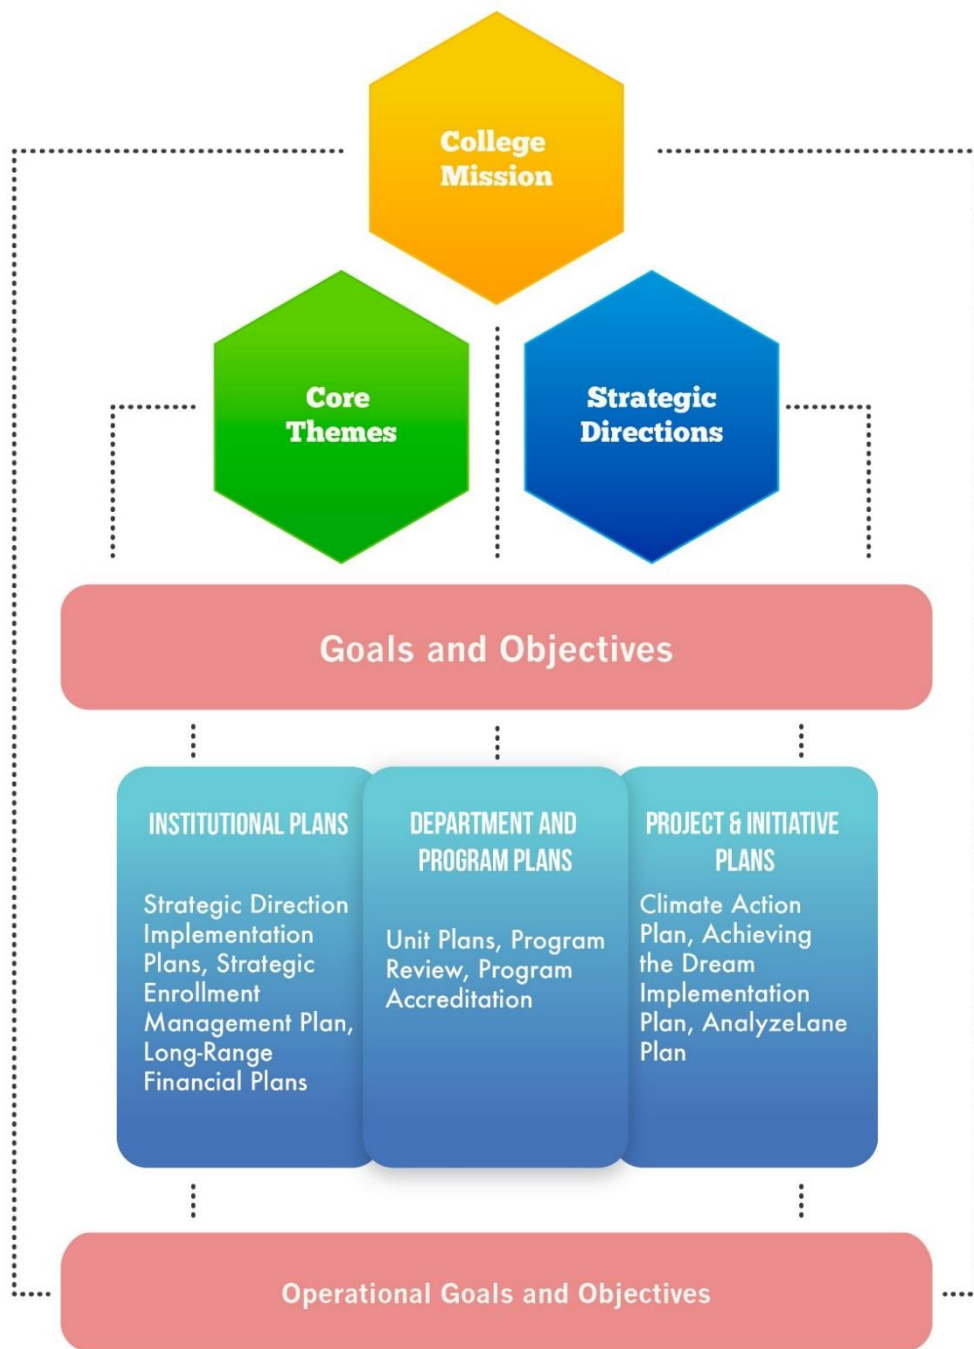 College
Mission
Core
Themes
Strategic
Directions
Goals and Objectives
INSTITUTIONAL PLANS
Strategic Direction
Implementation
Plans, Strategic
Enrollment
Management Plan,
Long-Range
Financial Plans
DEPARTMENT AND
PROGRAM PLANS
Unit Plans, Program
Review, Program
Accreditation
PROJECT & INITIATIVE
PLANS
Climate Action
Plan, Achieving
the Dream
Implementation
Plan, AnalyzeLane
Plan
Operational Goals and Objectives